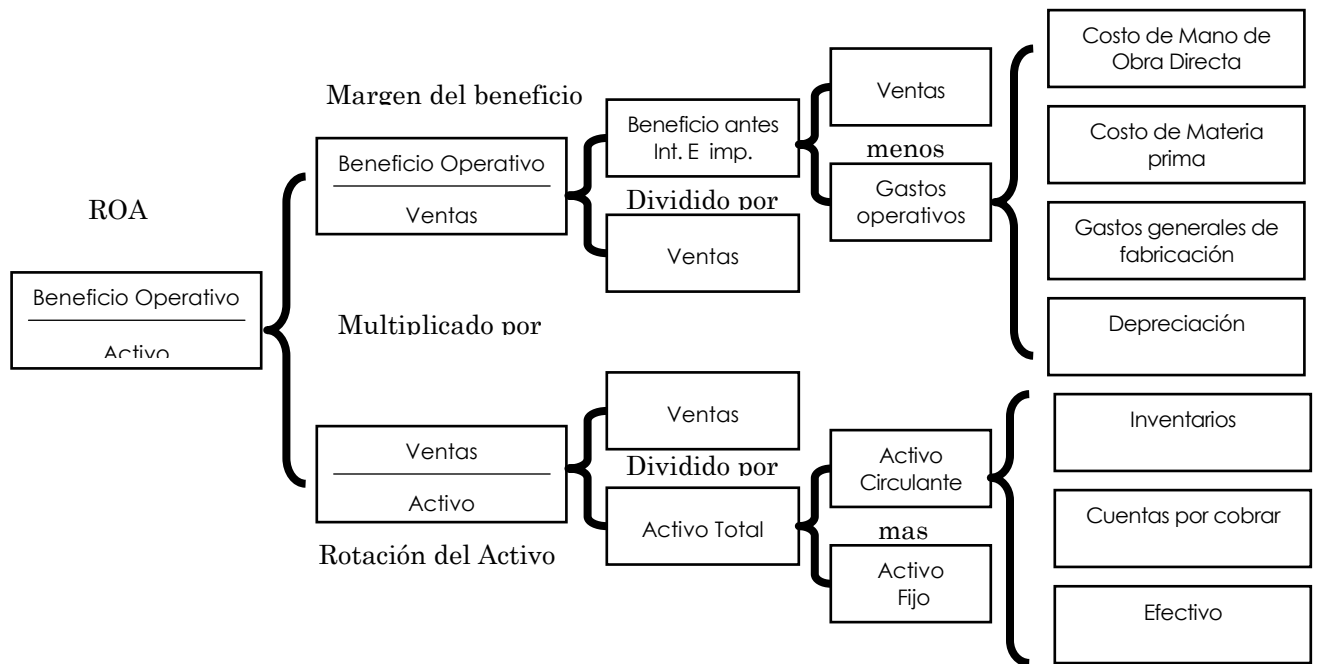 ROA
Beneficio Operativo
Activo
Margen del beneficio
Beneficio Operativo
Ventas
Multiplicado por
Ventas
Activo
Rotación del Activo
Beneficio antes
Int. E imp.
Dividido por
Ventas
Ventas
Dividido por
Activo Total
Ventas
menos
Gastos
operativos
Activo
Circulante
mas
Activo
Fijo
Costo de Mano de
Obra Directa
Costo de Materia
prima
Gastos generales de
fabricación
Depreciación
Inventarios
Cuentas por cobrar
Efectivo